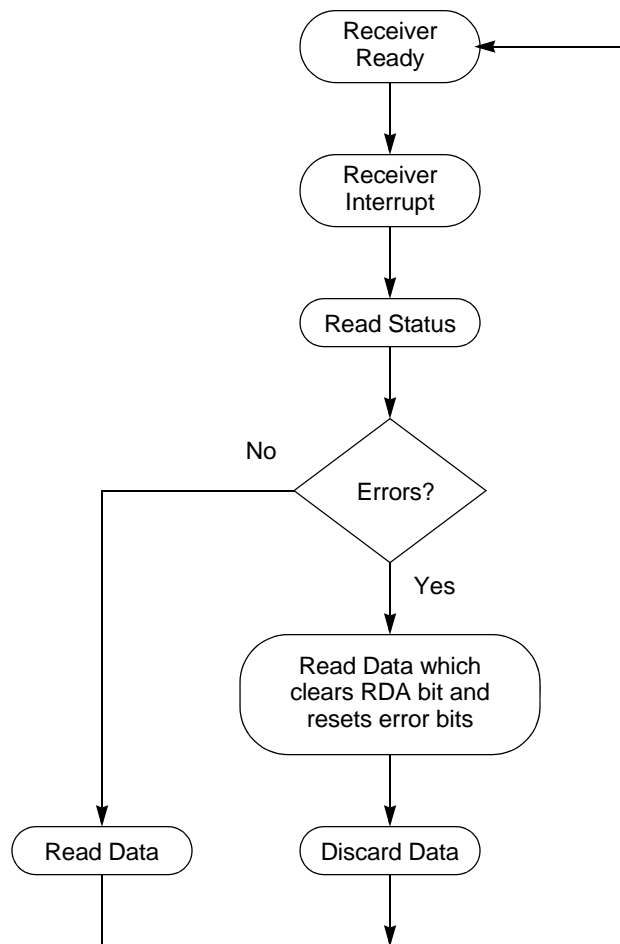 Receiver
Ready
Receiver
Interrupt
Read Status
No
Errors?
Yes
Read Data which
clears RDA bit and
resets error bits
Read Data
Discard Data